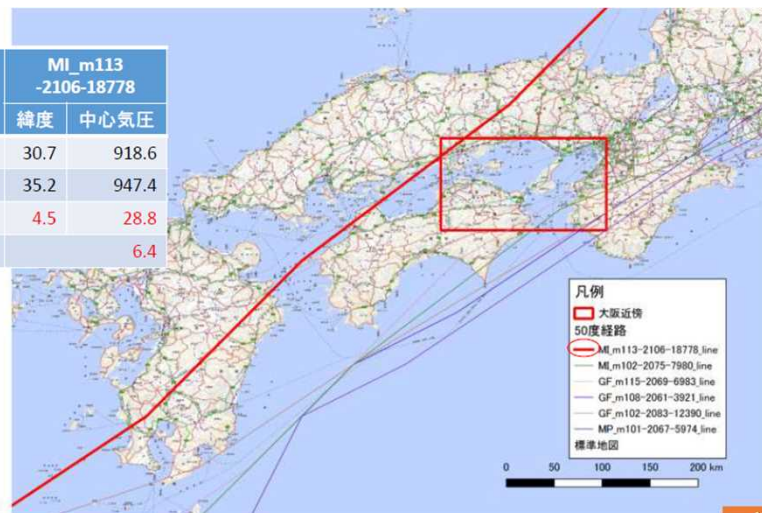 MI_m113
-2106-18778
緯度 中心気圧
30.7 918.6
35.2 947.4
4.5 28.8
6.4
凡例
大阪近傍
50度経路
MI_m113-2106-18778_line
MI_m102-2075-7980_line
GF_m115-2069-6983_line
GF_m108-2061-3921_line
GF_m102-2083-12390_line
MP_m101-2067-5974_line
標準地図
0 50 100 150 200 km